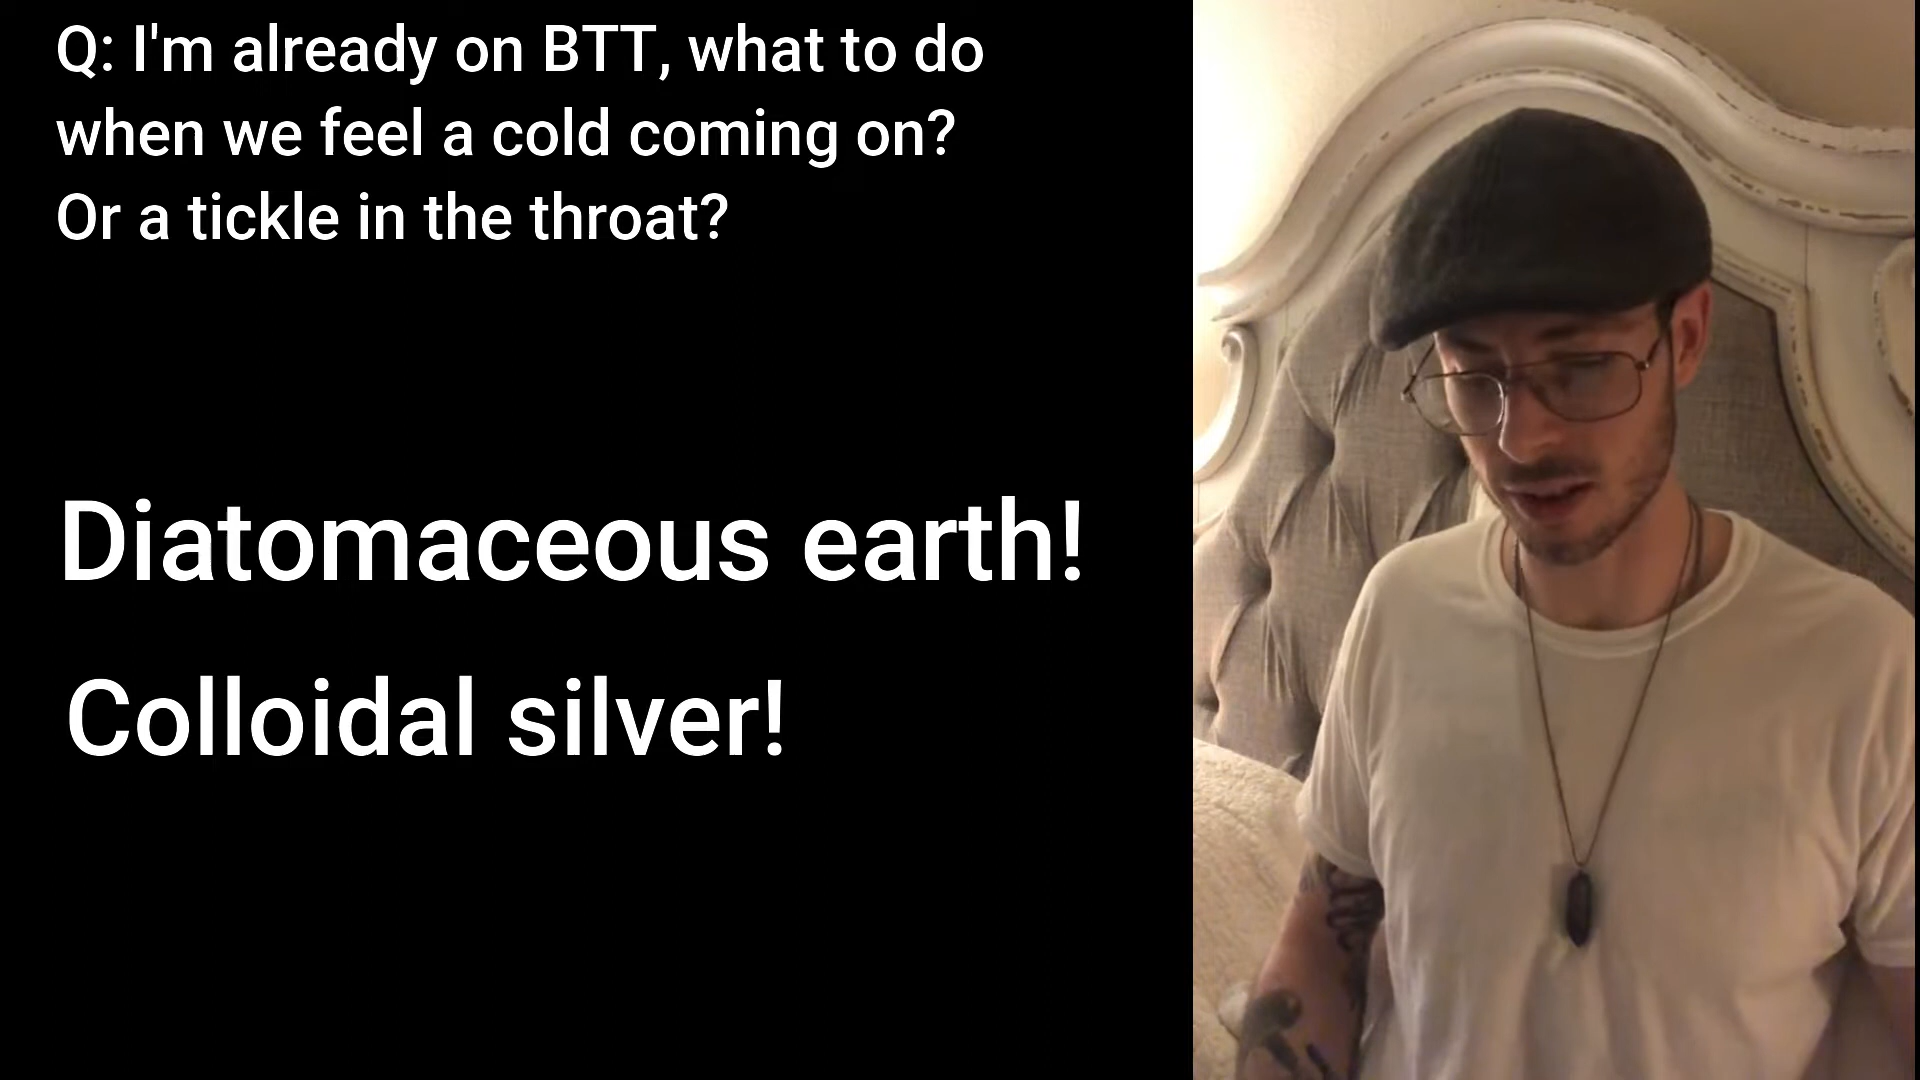 Q: I'm already on BTT, what to do
when we feel a cold coming on?
Or a tickle in the throat?
Diatomaceous earth!
Colloidal silver!